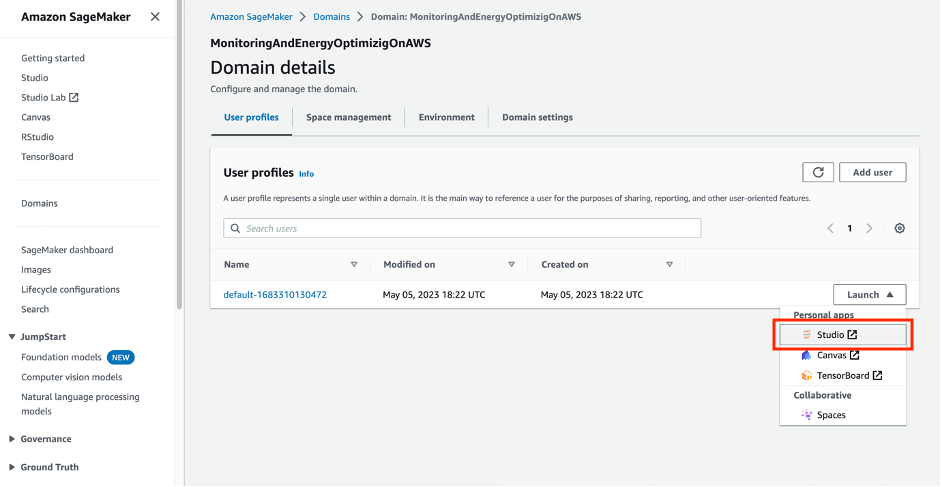 Amazon SageMaker
Getting started
Studio
Studio Lab
Canvas
RStudio
TensorBoard
Domains
SageMaker dashboard
Images
Lifecycle configurations
Search
JumpStart
Foundation models NEW
Computer vision models
Natural language processing
models
Governance
Ground Truth
Amazon SageMaker > Domains > Domain: MonitoringAndEnergyOptimizigOnAWS
MonitoringAndEnergyOptimizigOnAWS
Domain details
Configure and manage the domain.
User profiles Space management Environment Domain settings
User profiles Info
Add user
A user profile represents a single user within a domain. It is the main way to reference a user for the purposes of sharing, reporting, and other user-oriented features.
Search users
1
Name Modified on Created on
default-1683310130472 May 05, 2023 18:22 UTC May 05, 2023 18:22 UTC Launch
Personal apps
Studio
Canvas
TensorBoard
Collaborative
Spaces